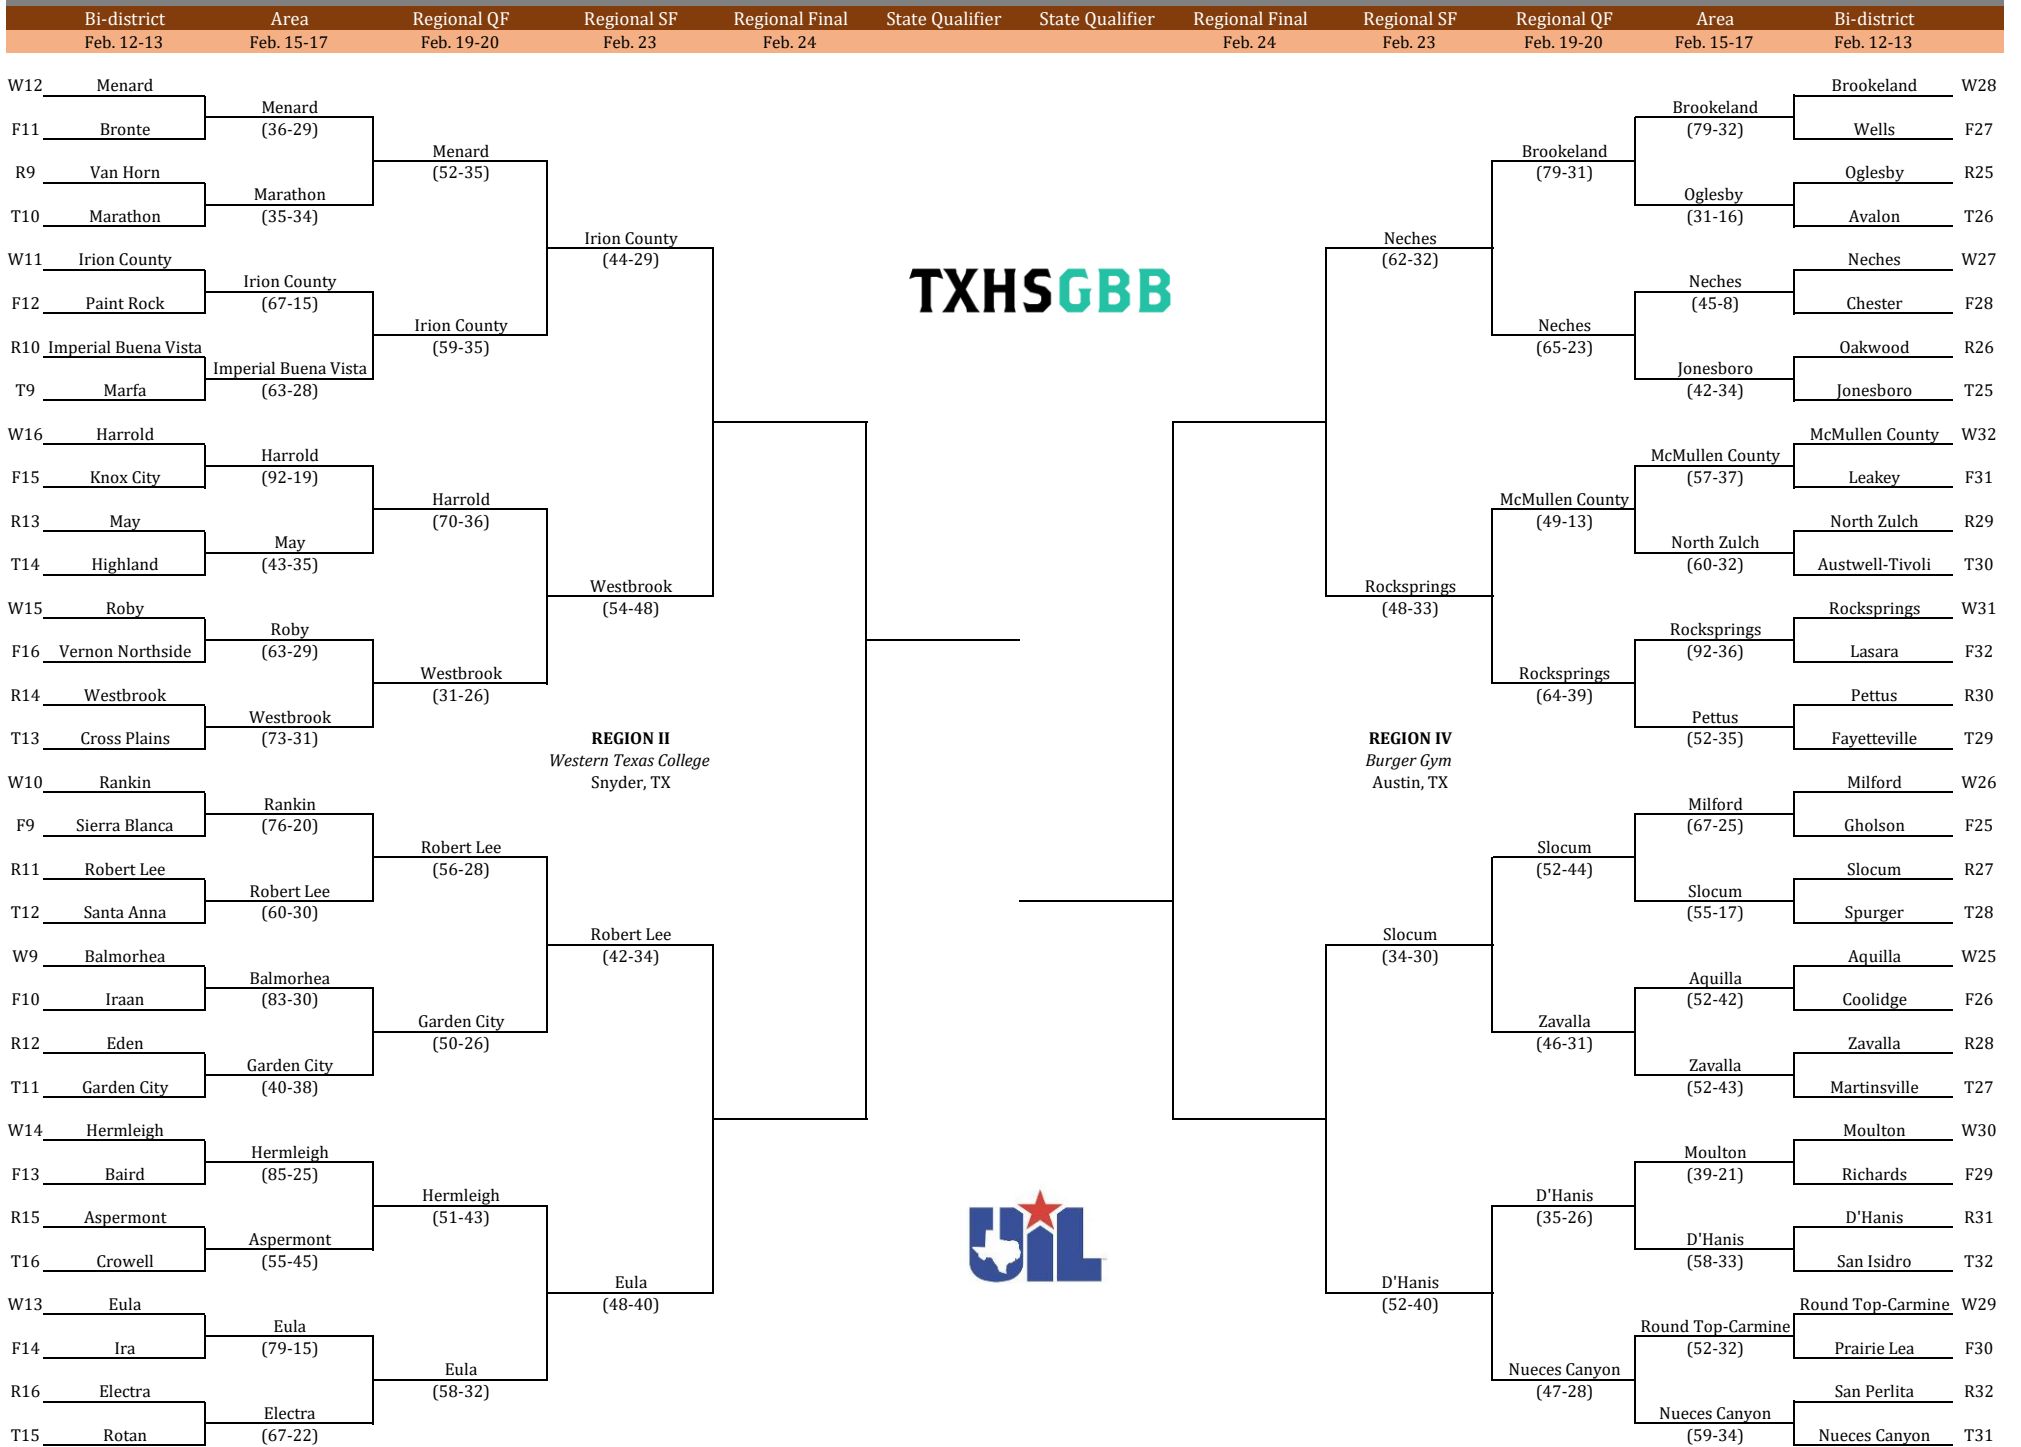 Bi-district Area Regional QF Regional SF Regional Final State Qualifier State Qualifier Regional Final Regional SF Regional QF Area Bi-district
Feb. 12-13 Feb. 15-17 Feb. 19-20 Feb. 23 Feb. 24 Feb. 24 Feb. 23 Feb. 19-20 Feb. 15-17 Feb. 12-13
W12 Menard Brookeland W28
Menard Brookeland
F11 Bronte (36-29) (79-32) Wells F27
Menard Brookeland
R9 Van Horn (52-35) (79-31) Oglesby R25
Marathon Oglesby
T10 Marathon (35-34) (31-16) Avalon T26
Irion County Neches
W11 Irion County (44-29) (62-32) Neches W27
Irion County Neches
TXHSGBB
F12 Paint Rock (67-15) (45-8) Chester F28
Irion County Neches
R10 Imperial Buena Vista (59-35) (65-23) Oakwood R26
Imperial Buena Vista Jonesboro
T9 Marfa (63-28) (42-34) Jonesboro T25
W16 Harrold McMullen County W32
Harrold McMullen County
F15 Knox City (92-19) (57-37) Leakey F31
Harrold McMullen County
R13 May (70-36) (49-13) North Zulch R29
May North Zulch
T14 Highland (43-35) (60-32) Austwell-Tivoli T30
Westbrook Rocksprings
W15 Roby (54-48) (48-33) Rocksprings W31
Roby Rocksprings
F16 Vernon Northside (63-29) (92-36) Lasara F32
Westbrook Rocksprings
R14 Westbrook (31-26) (64-39) Pettus R30
Westbrook Pettus
T13 Cross Plains (73-31) REGION II REGION IV (52-35) Fayetteville T29
Western Texas College Burger Gym
W10 Rankin Snyder, TX Austin, TX Milford W26
Rankin Milford
F9 Sierra Blanca (76-20) (67-25) Gholson F25
Robert Lee Slocum
R11 Robert Lee (56-28) (52-44) Slocum R27
Robert Lee Slocum
T12 Santa Anna (60-30) (55-17) Spurger T28
Robert Lee Slocum
W9 Balmorhea (42-34) (34-30) Aquilla W25
Balmorhea Aquilla
F10 Iraan (83-30) (52-42) Coolidge F26
Garden City Zavalla
R12 Eden (50-26) (46-31) Zavalla R28
Garden City Zavalla
T11 Garden City (40-38) (52-43) Martinsville T27
W14 Hermleigh Moulton W30
Hermleigh Moulton
F13 Baird (85-25) (39-21) Richards F29
Hermleigh D'Hanis
R15 Aspermont (51-43) (35-26) D'Hanis R31
Aspermont D'Hanis
UIL
T16 Crowell (55-45) (58-33) San Isidro T32
Eula D'Hanis
W13 Eula (48-40) (52-40) Round Top-Carmine W29
Eula Round Top-Carmine
F14 Ira (79-15) (52-32) Prairie Lea F30
Eula Nueces Canyon
R16 Electra (58-32) (47-28) San Perlita R32
Electra Nueces Canyon
T15 Rotan (67-22) (59-34) Nueces Canyon T31